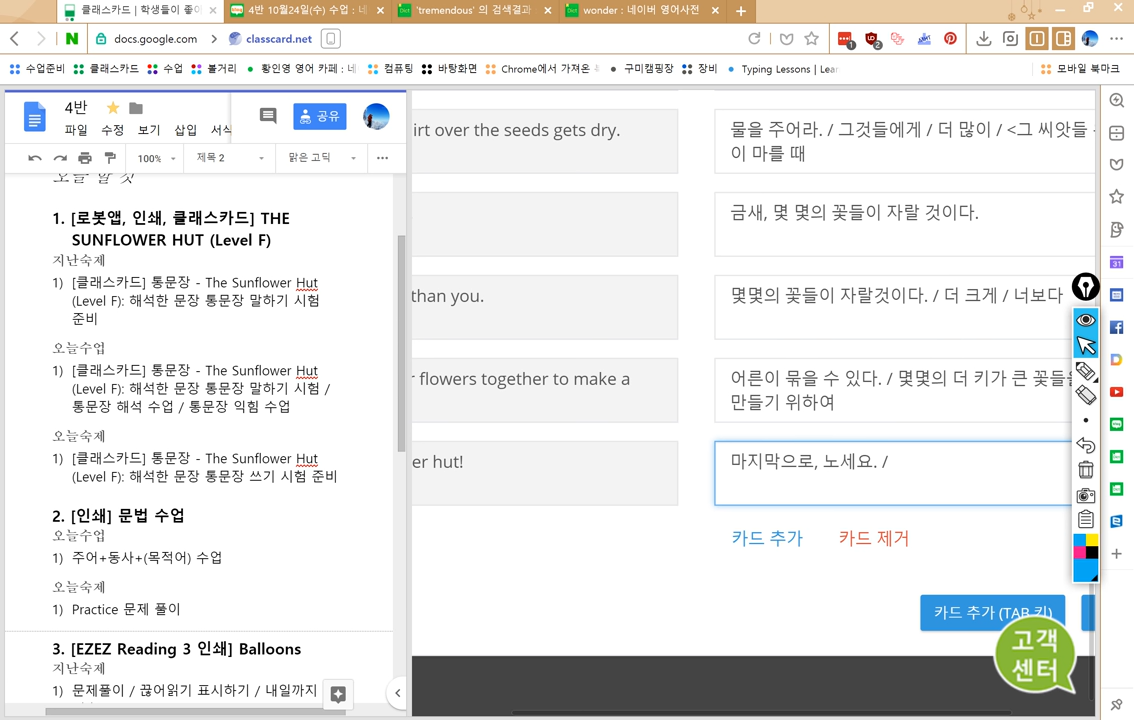 클래스카드 | 학생들이 좋아
4반 10월24일(수) 수업 : 네
'tremendous' 의 검색결과
wonder : 네이버 영어사전
docs.google.com
classcard.net
수업준비
클래스카드
수업
볼거리
황인영 영어 카페 : 네
컴퓨팅
바탕화면
Chrome에서 가져온
구미캠핑장
장비
Typing Lessons | Lear
모바일 북마크
4반
파일 수정 보기 삽입 서식
공유
100%
제목 2
맑은 고딕
오늘 할 것
1. [로봇앱, 인쇄, 클래스카드] THE
SUNFLOWER HUT (Level F)
지난숙제
1) [클래스카드] 통문장 - The Sunflower Hut
(Level F): 해석한 문장 통문장 말하기 시험
준비
오늘수업
1) [클래스카드] 통문장 - The Sunflower Hut
(Level F): 해석한 문장 통문장 말하기 시험 /
통문장 해석 수업 / 통문장 익힘 수업
오늘숙제
1) [클래스카드] 통문장 - The Sunflower Hut
(Level F): 해석한 문장 통문장 쓰기 시험 준비
2. [인쇄] 문법 수업
오늘수업
1) 주어+동사+(목적어) 수업
오늘숙제
1) Practice 문제 풀이
3. [EZEZ Reading 3 인쇄] Balloons
지난숙제
1) 문제풀이 / 끊어읽기 표시하기 / 내일까지
irt over the seeds gets dry.
물을 주어라. / 그것들에게 / 더 많이 / <그 씨앗들
이 마를 때
금새, 몇 몇의 꽃들이 자랄 것이다.
than you.
몇몇의 꽃들이 자랄것이다. / 더 크게 / 너보다
r flowers together to make a
어른이 묶을 수 있다. / 몇몇의 더 키가 큰 꽃들을
만들기 위하여
er hut!
마지막으로, 노세요. /
카드 추가
카드 제거
카드 추가 (TAB 키)
고객
센터